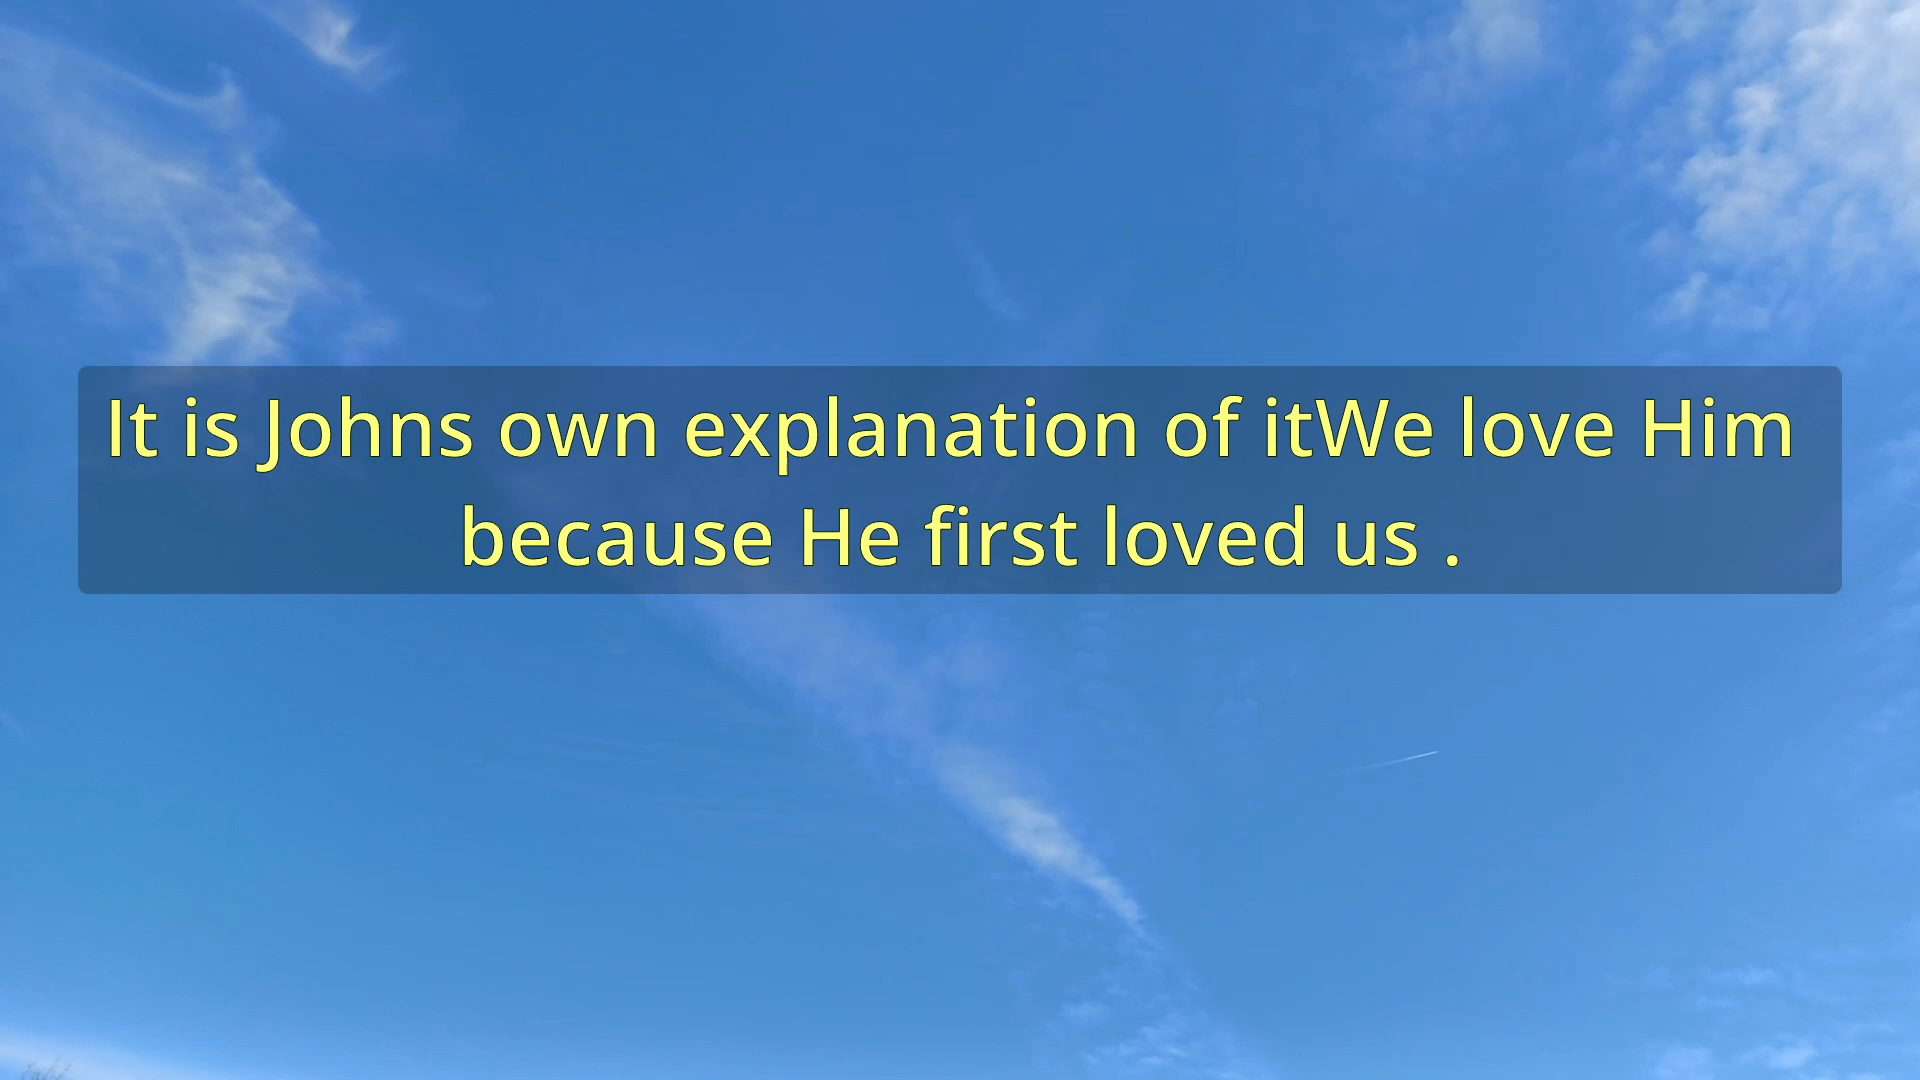 It is Johns own explanation of itWe love Him
because He first loved us .